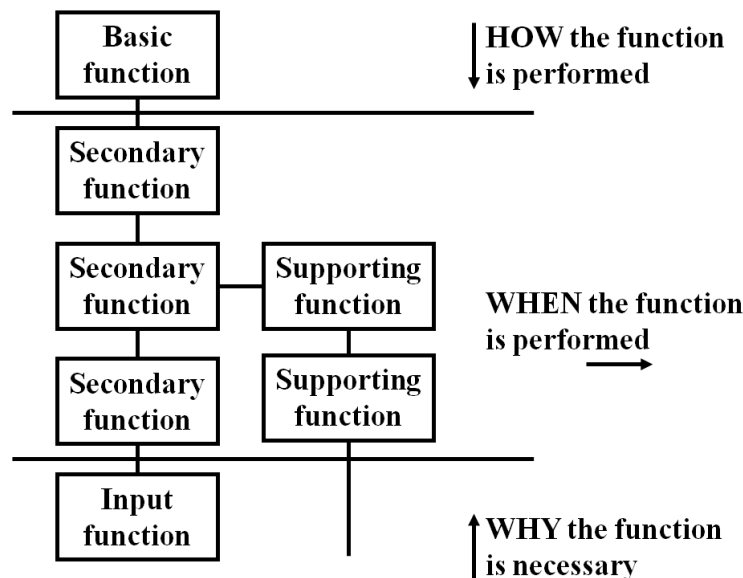 Basic
function
HOW the function
is performed
Secondary
function
Secondary
function
Supporting
function
WHEN the function
is performed
Secondary
function
Supporting
function
Input
function
WHY the function
is necessary